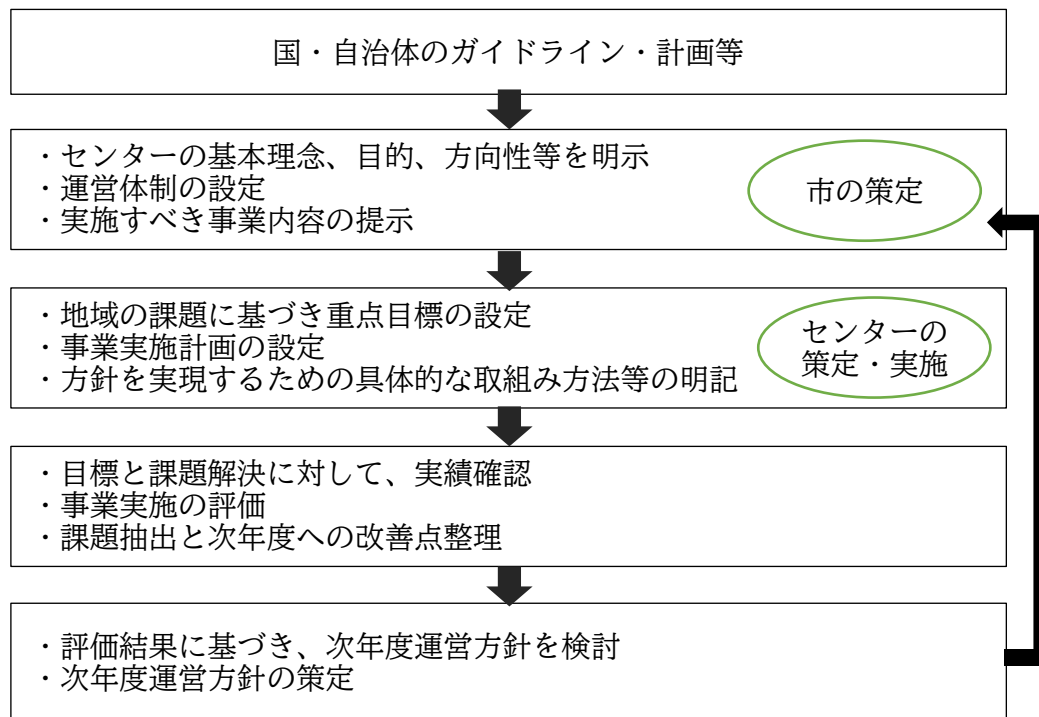 国・自治体のガイドライン・計画等
・センターの基本理念、目的、方向性等を明示
・運営体制の設定
・実施すべき事業内容の提示
市の策定
・地域の課題に基づき重点目標の設定
・事業実施計画の設定
・方針を実現するための具体的な取組み方法等の明記
センターの
策定・実施
・目標と課題解決に対して、実績確認
・事業実施の評価
・課題抽出と次年度への改善点整理
・評価結果に基づき、次年度運営方針を検討
・次年度運営方針の策定